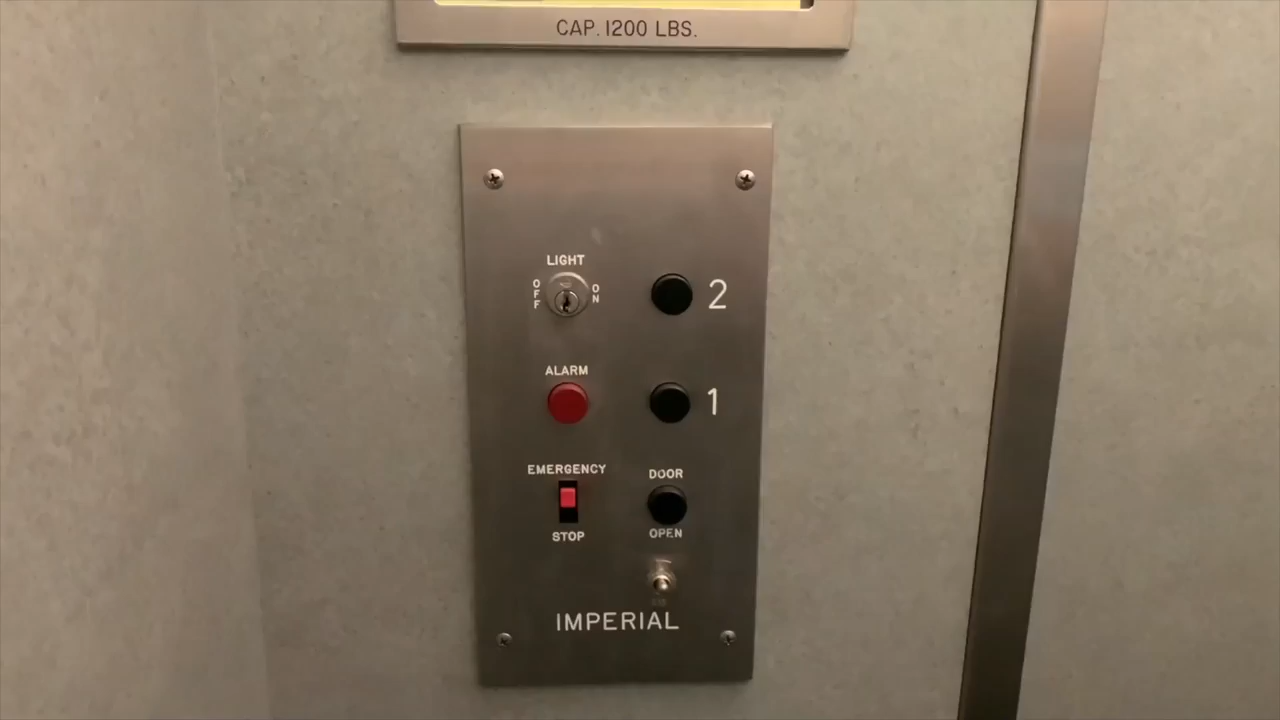 CAP. 1200 LBS.
LIGHT
OFF
ON
2
ALARM
1
EMERGENCY
STOP
DOOR
OPEN
IMPERIAL